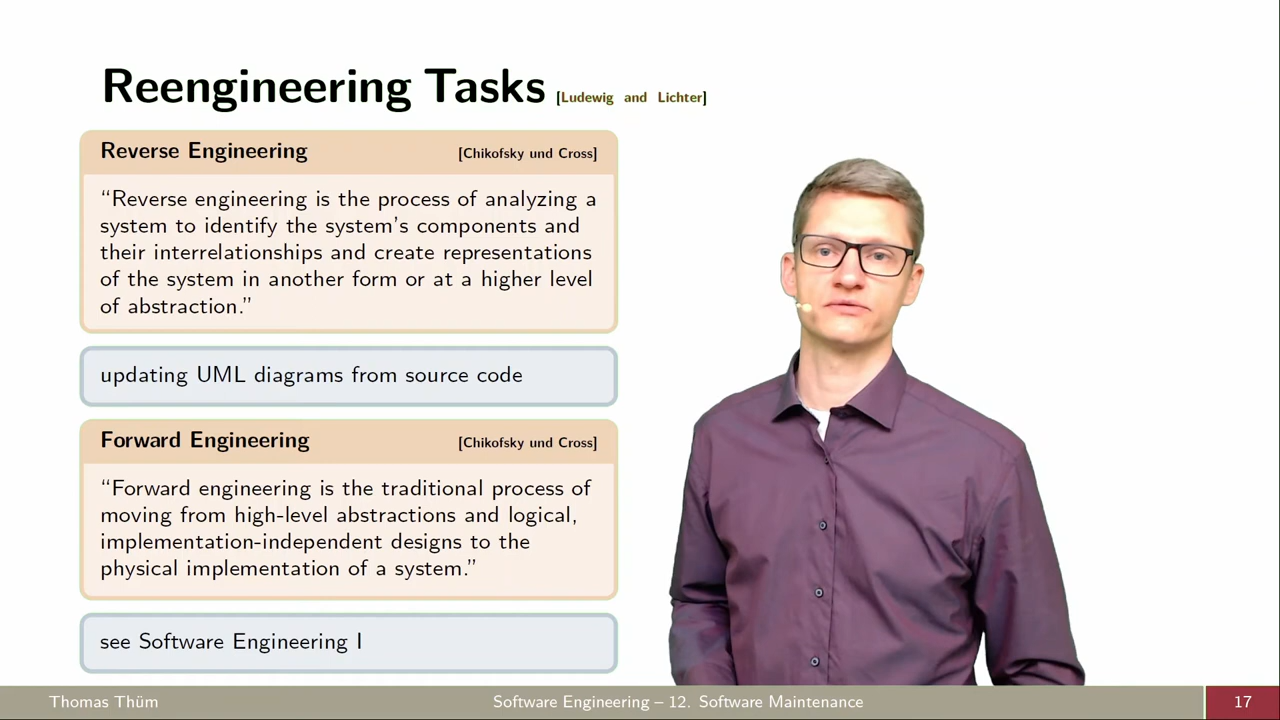 Reengineering Tasks [Ludewig and Lichter]
Reverse Engineering [Chikofsky und Cross]
“Reverse engineering is the process of analyzing a
system to identify the system’s components and
their interrelationships and create representations
of the system in another form or at a higher level
of abstraction.”
updating UML diagrams from source code
Forward Engineering [Chikofsky und Cross]
“Forward engineering is the traditional process of
moving from high-level abstractions and logical,
implementation-independent designs to the
physical implementation of a system.”
see Software Engineering I
Thomas Thüm Software Engineering – 12. Software Maintenance 17